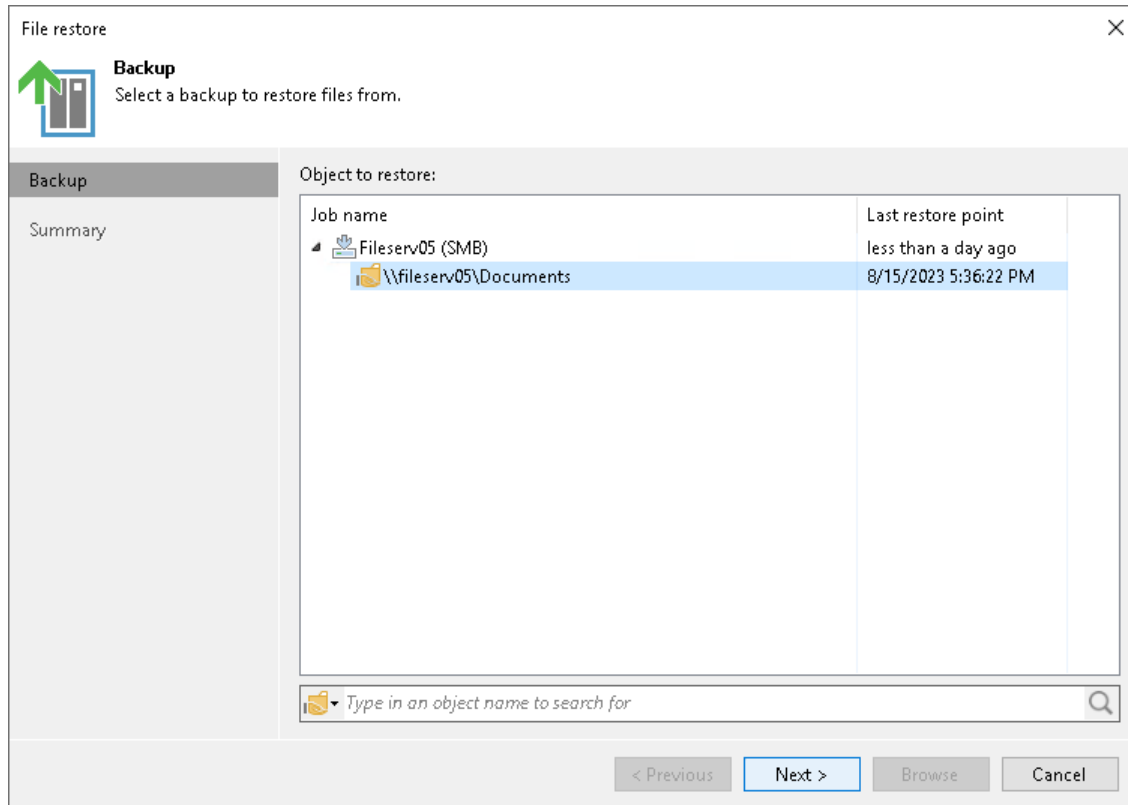 File restore
Backup
Select a backup to restore files from.
Backup
Summary
Object to restore:
Job name Last restore point
Fileserv05 (SMB) less than a day ago
\\fileserv05\Documents 8/15/2023 5:36:22 PM
Type in an object name to search for
< Previous Next > Browse Cancel